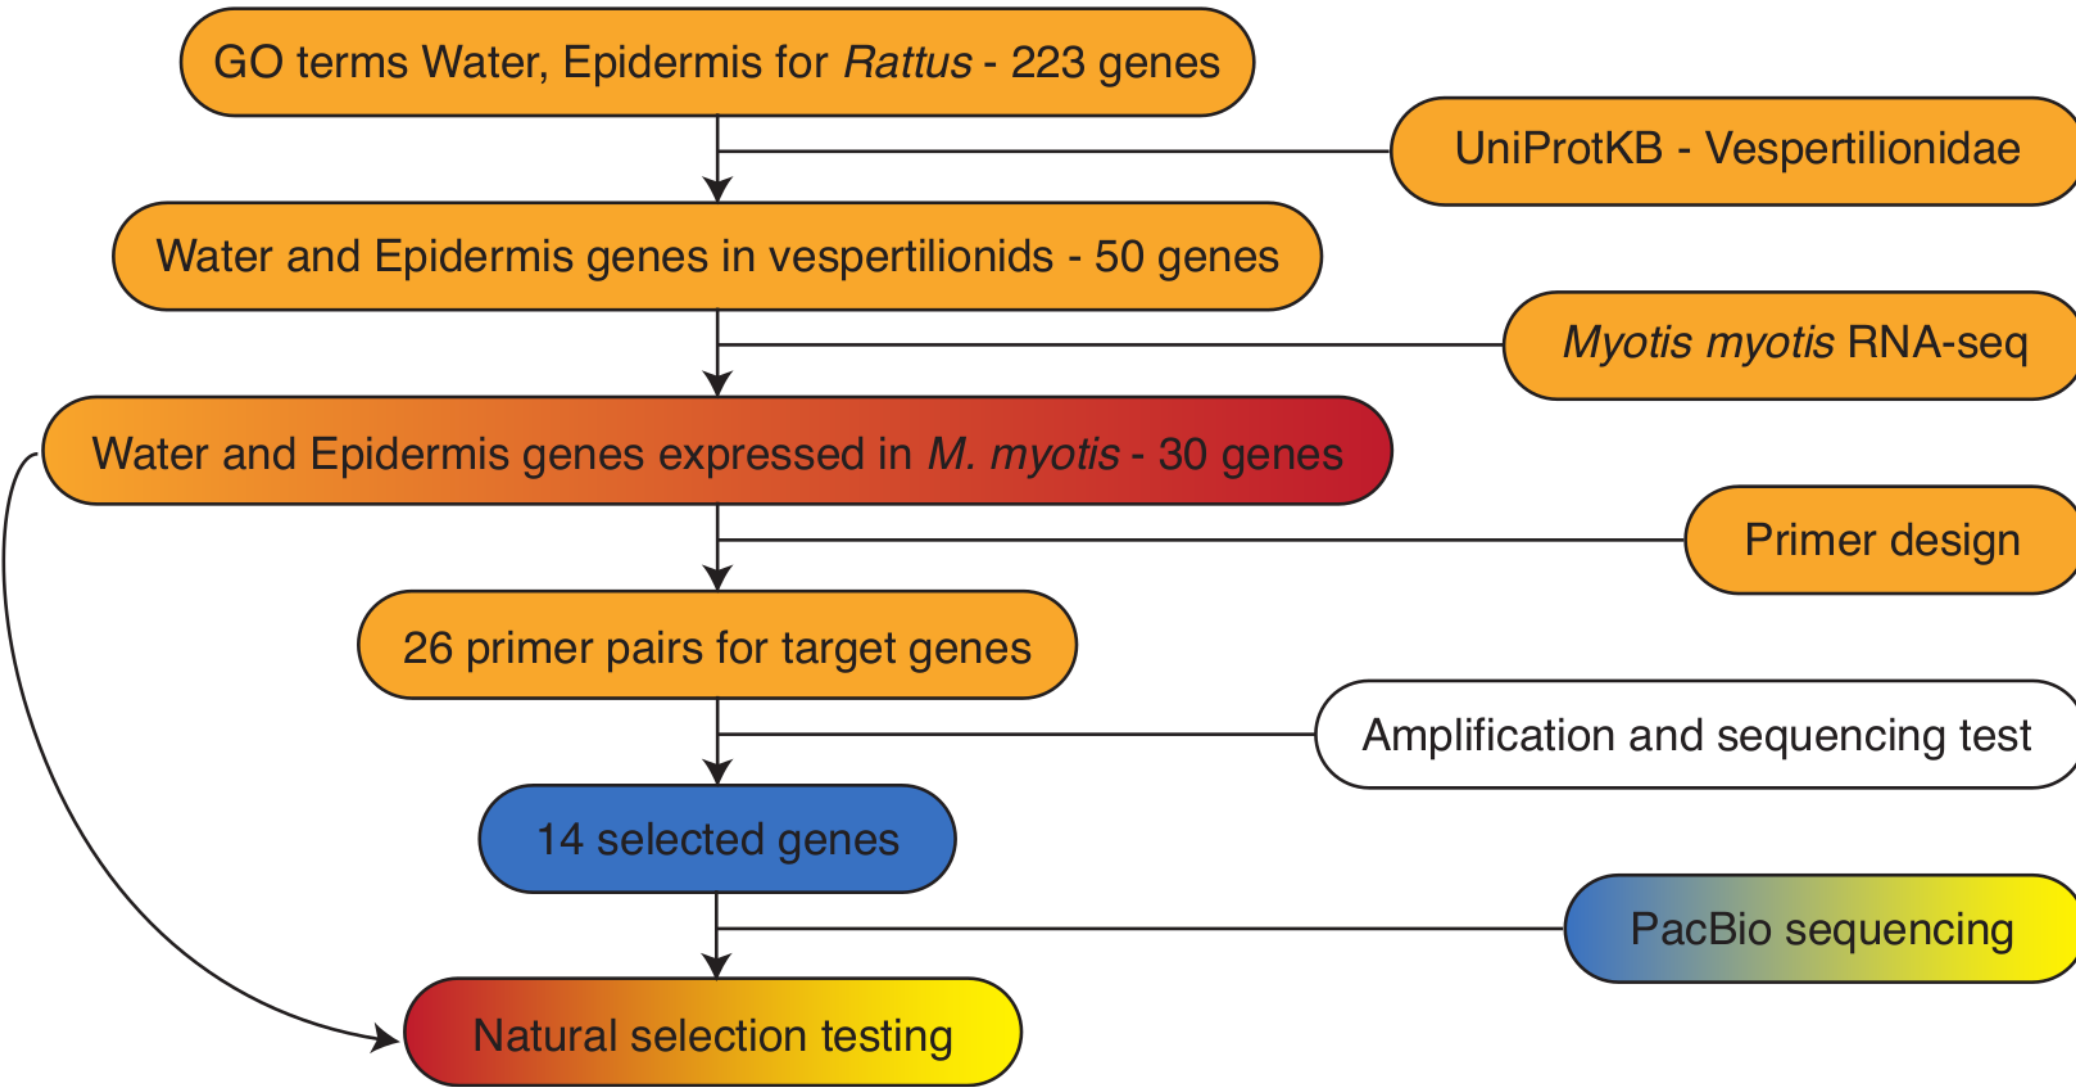 GO terms Water, Epidermis for Rattus - 223 genes
UniProtKB - Vespertilionidae
Water and Epidermis genes in vespertilionids - 50 genes
Myotis myotis RNA-seq
Water and Epidermis genes expressed in M. myotis - 30 genes
Primer design
26 primer pairs for target genes
Amplification and sequencing test
14 selected genes
PacBio sequencing
Natural selection testing